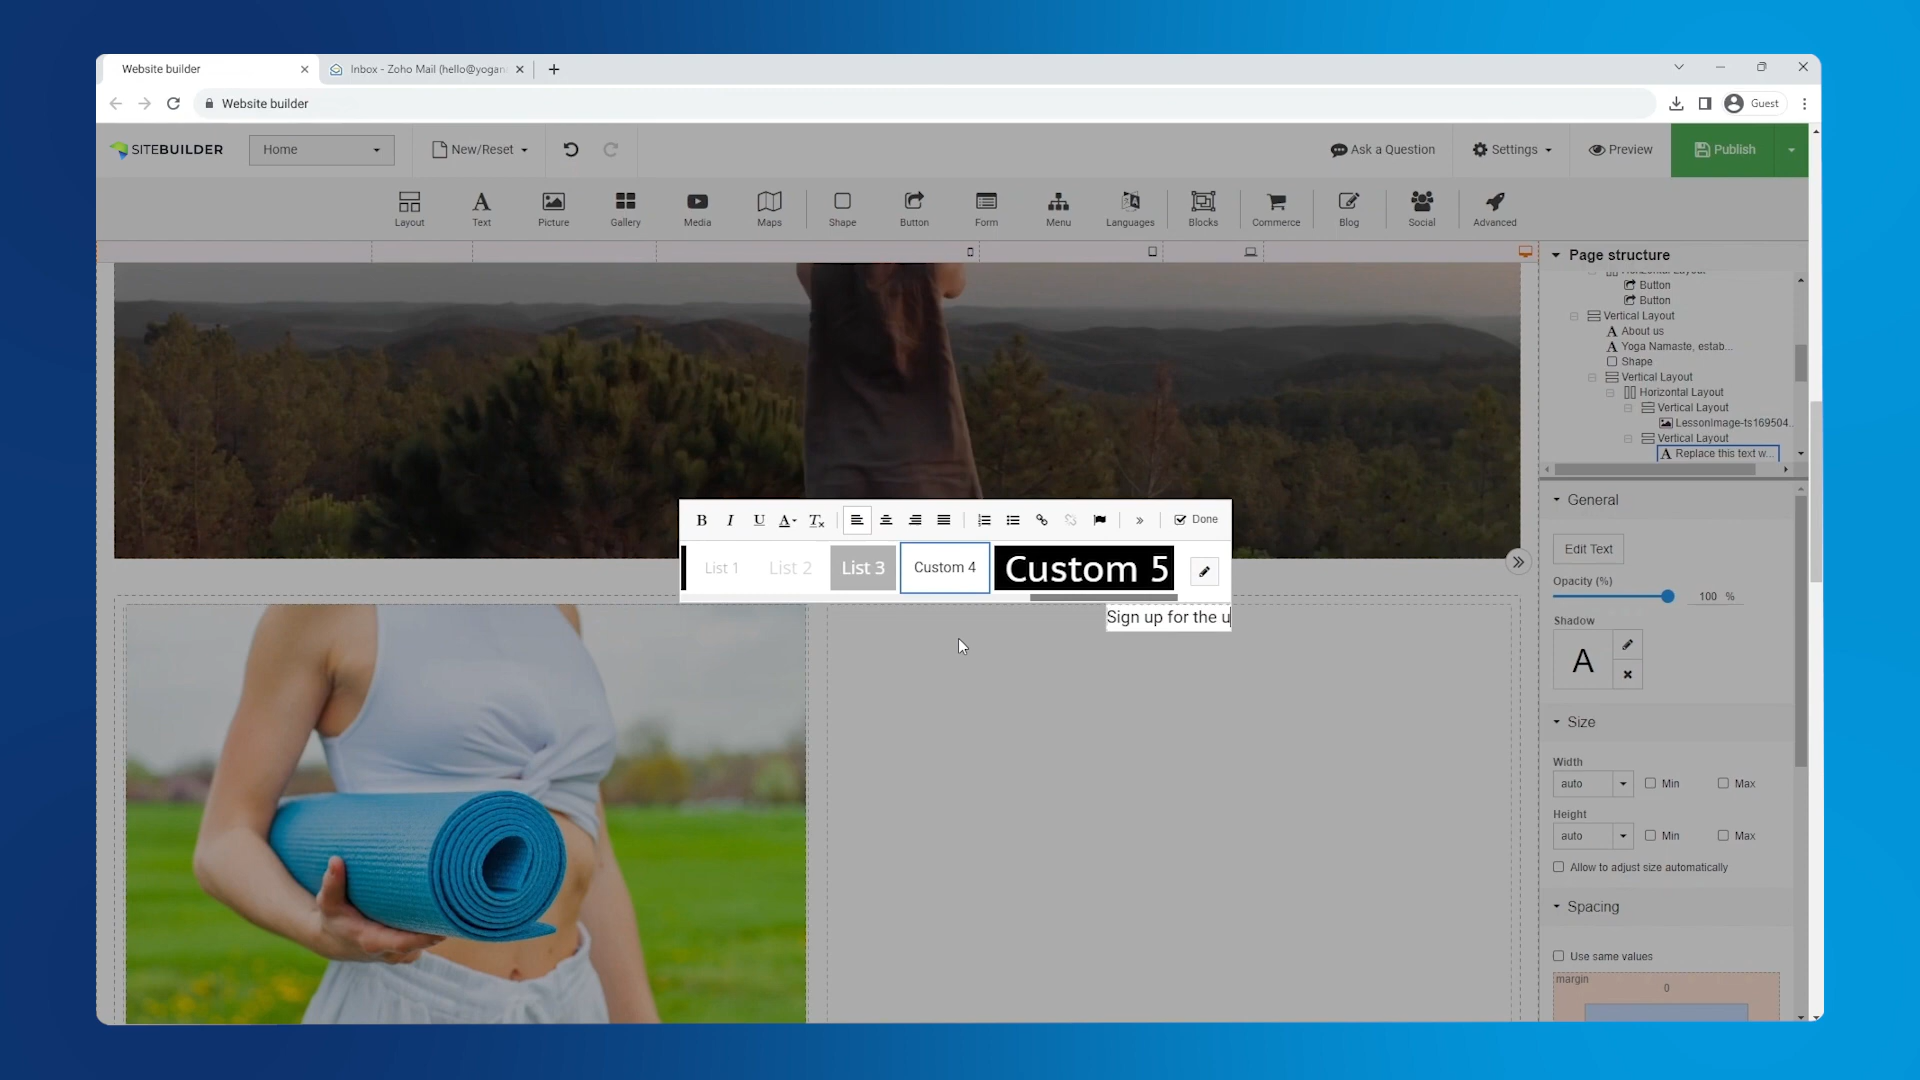 Website builder
Inbox - Zoho Mail (hello@yogan
Website builder
Guest
SITEBUILDER
Home
New/Reset
Ask a Question
Settings
Preview
Publish
Layout
Text
Picture
Gallery
Media
Maps
Shape
Button
Form
Menu
Languages
Blocks
Commerce
Blog
Social
Advanced
Page structure
Horizontal Layout
Button
Button
Vertical Layout
About us
Yoga Namaste, estab...
Shape
Vertical Layout
Horizontal Layout
Vertical Layout
LessonImage-ts169504...
Vertical Layout
Replace this text w...
B I U A Tx
Done
List 1
List 2
List 3
Custom 4
Custom 5
Sign up for the u
General
Edit Text
Opacity (%)
100 %
Shadow
A
Size
Width
auto
Min
Max
Height
auto
Min
Max
Allow to adjust size automatically
Spacing
Use same values
margin
0